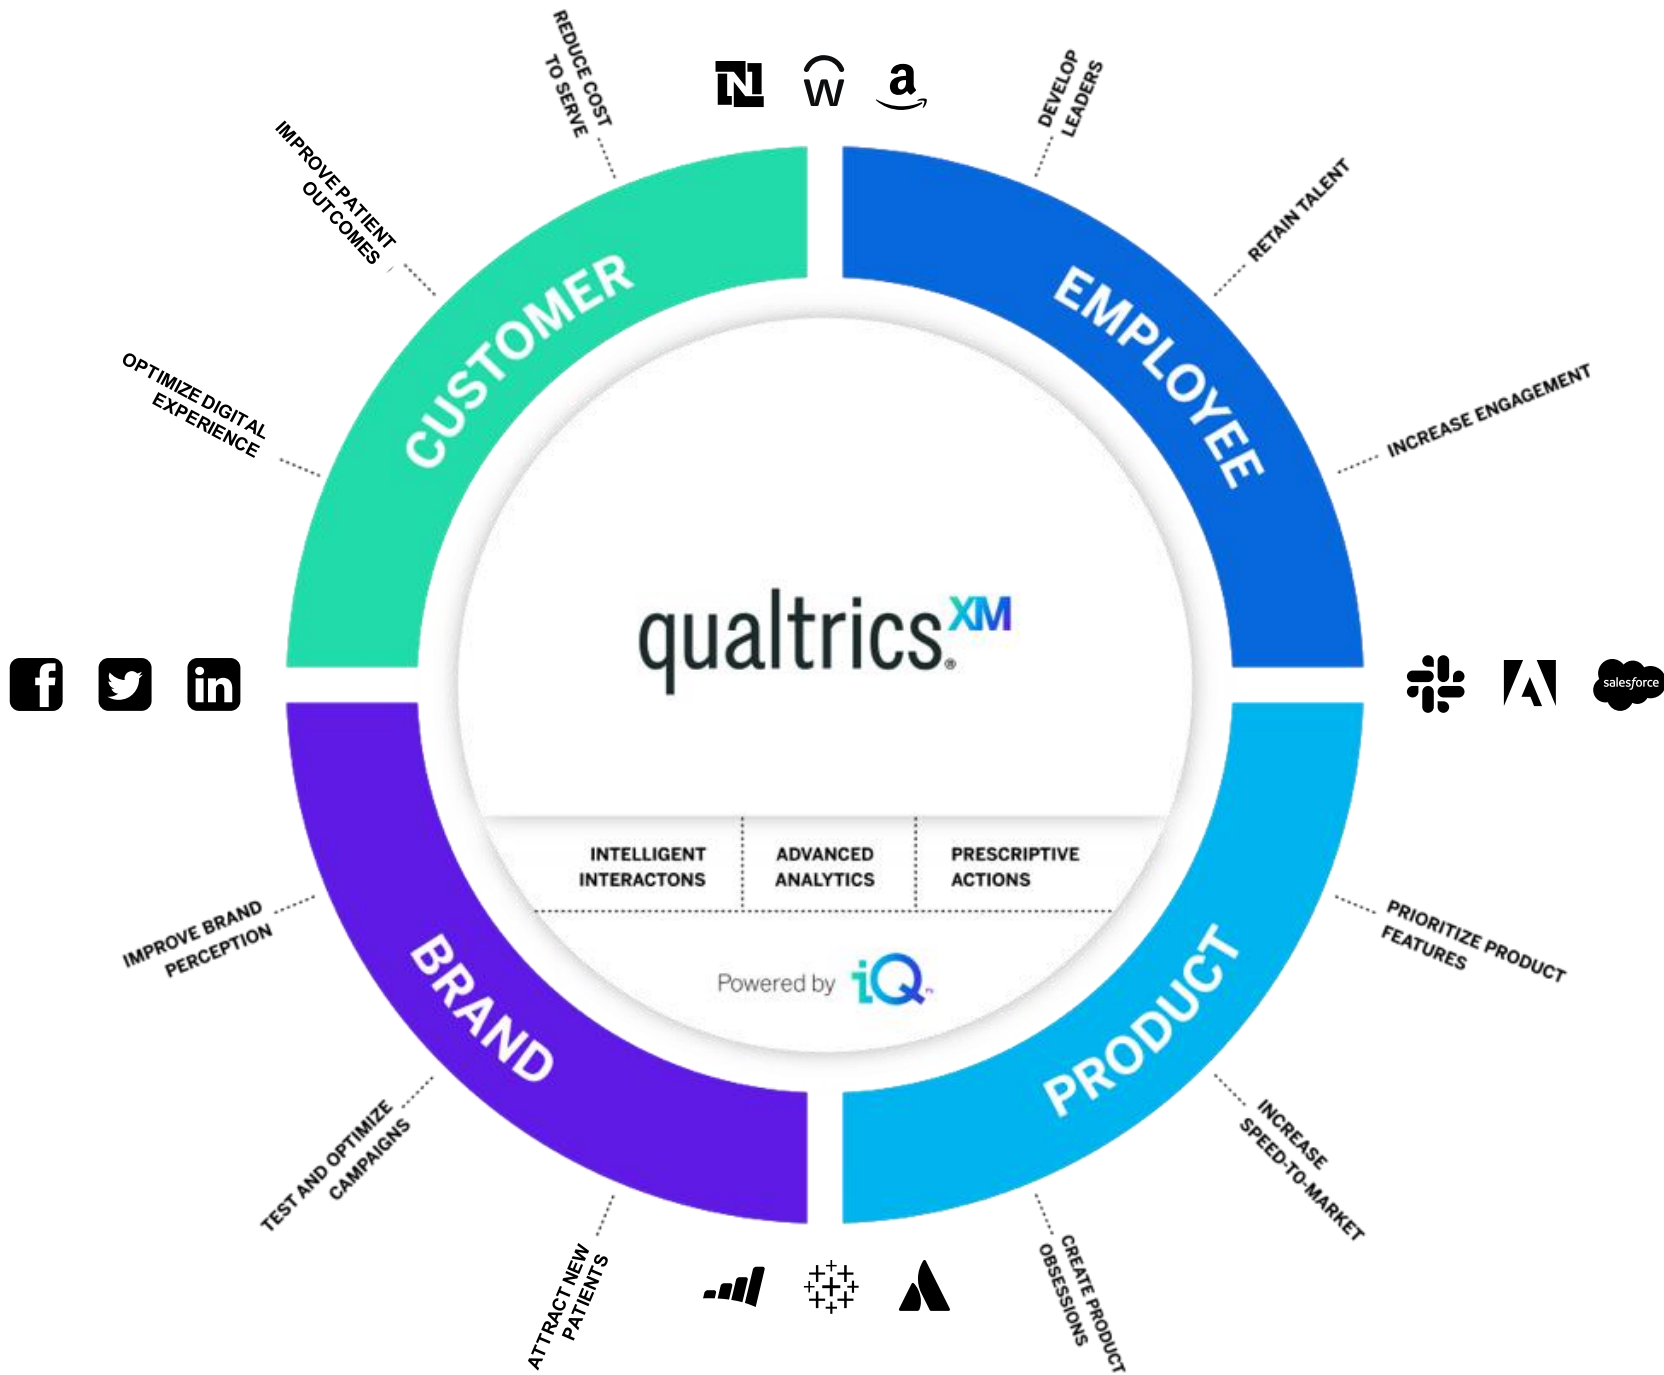 REDUCE COST
TO SERVE
N
w
a
DEVELOP
LEADERS
IMPROVE PATIENT
OUTCOMES
RETAIN TALENT
OPTIMIZE DIGITAL
EXPERIENCE
INCREASE ENGAGEMENT
CUSTOMER
EMPLOYEE
qualtrics.XM
®
f
in
salesforce
INTELLIGENT
INTERACTONS
ADVANCED
ANALYTICS
PRESCRIPTIVE
ACTIONS
Powered by iQ™
BRAND
PRODUCT
IMPROVE BRAND
PERCEPTION
PRIORITIZE PRODUCT
FEATURES
TEST AND OPTIMIZE
CAMPAIGNS
INCREASE
SPEED-TO-MARKET
ATTRACT NEW
PATIENTS
CREATE PRODUCT
OBSESSIONS